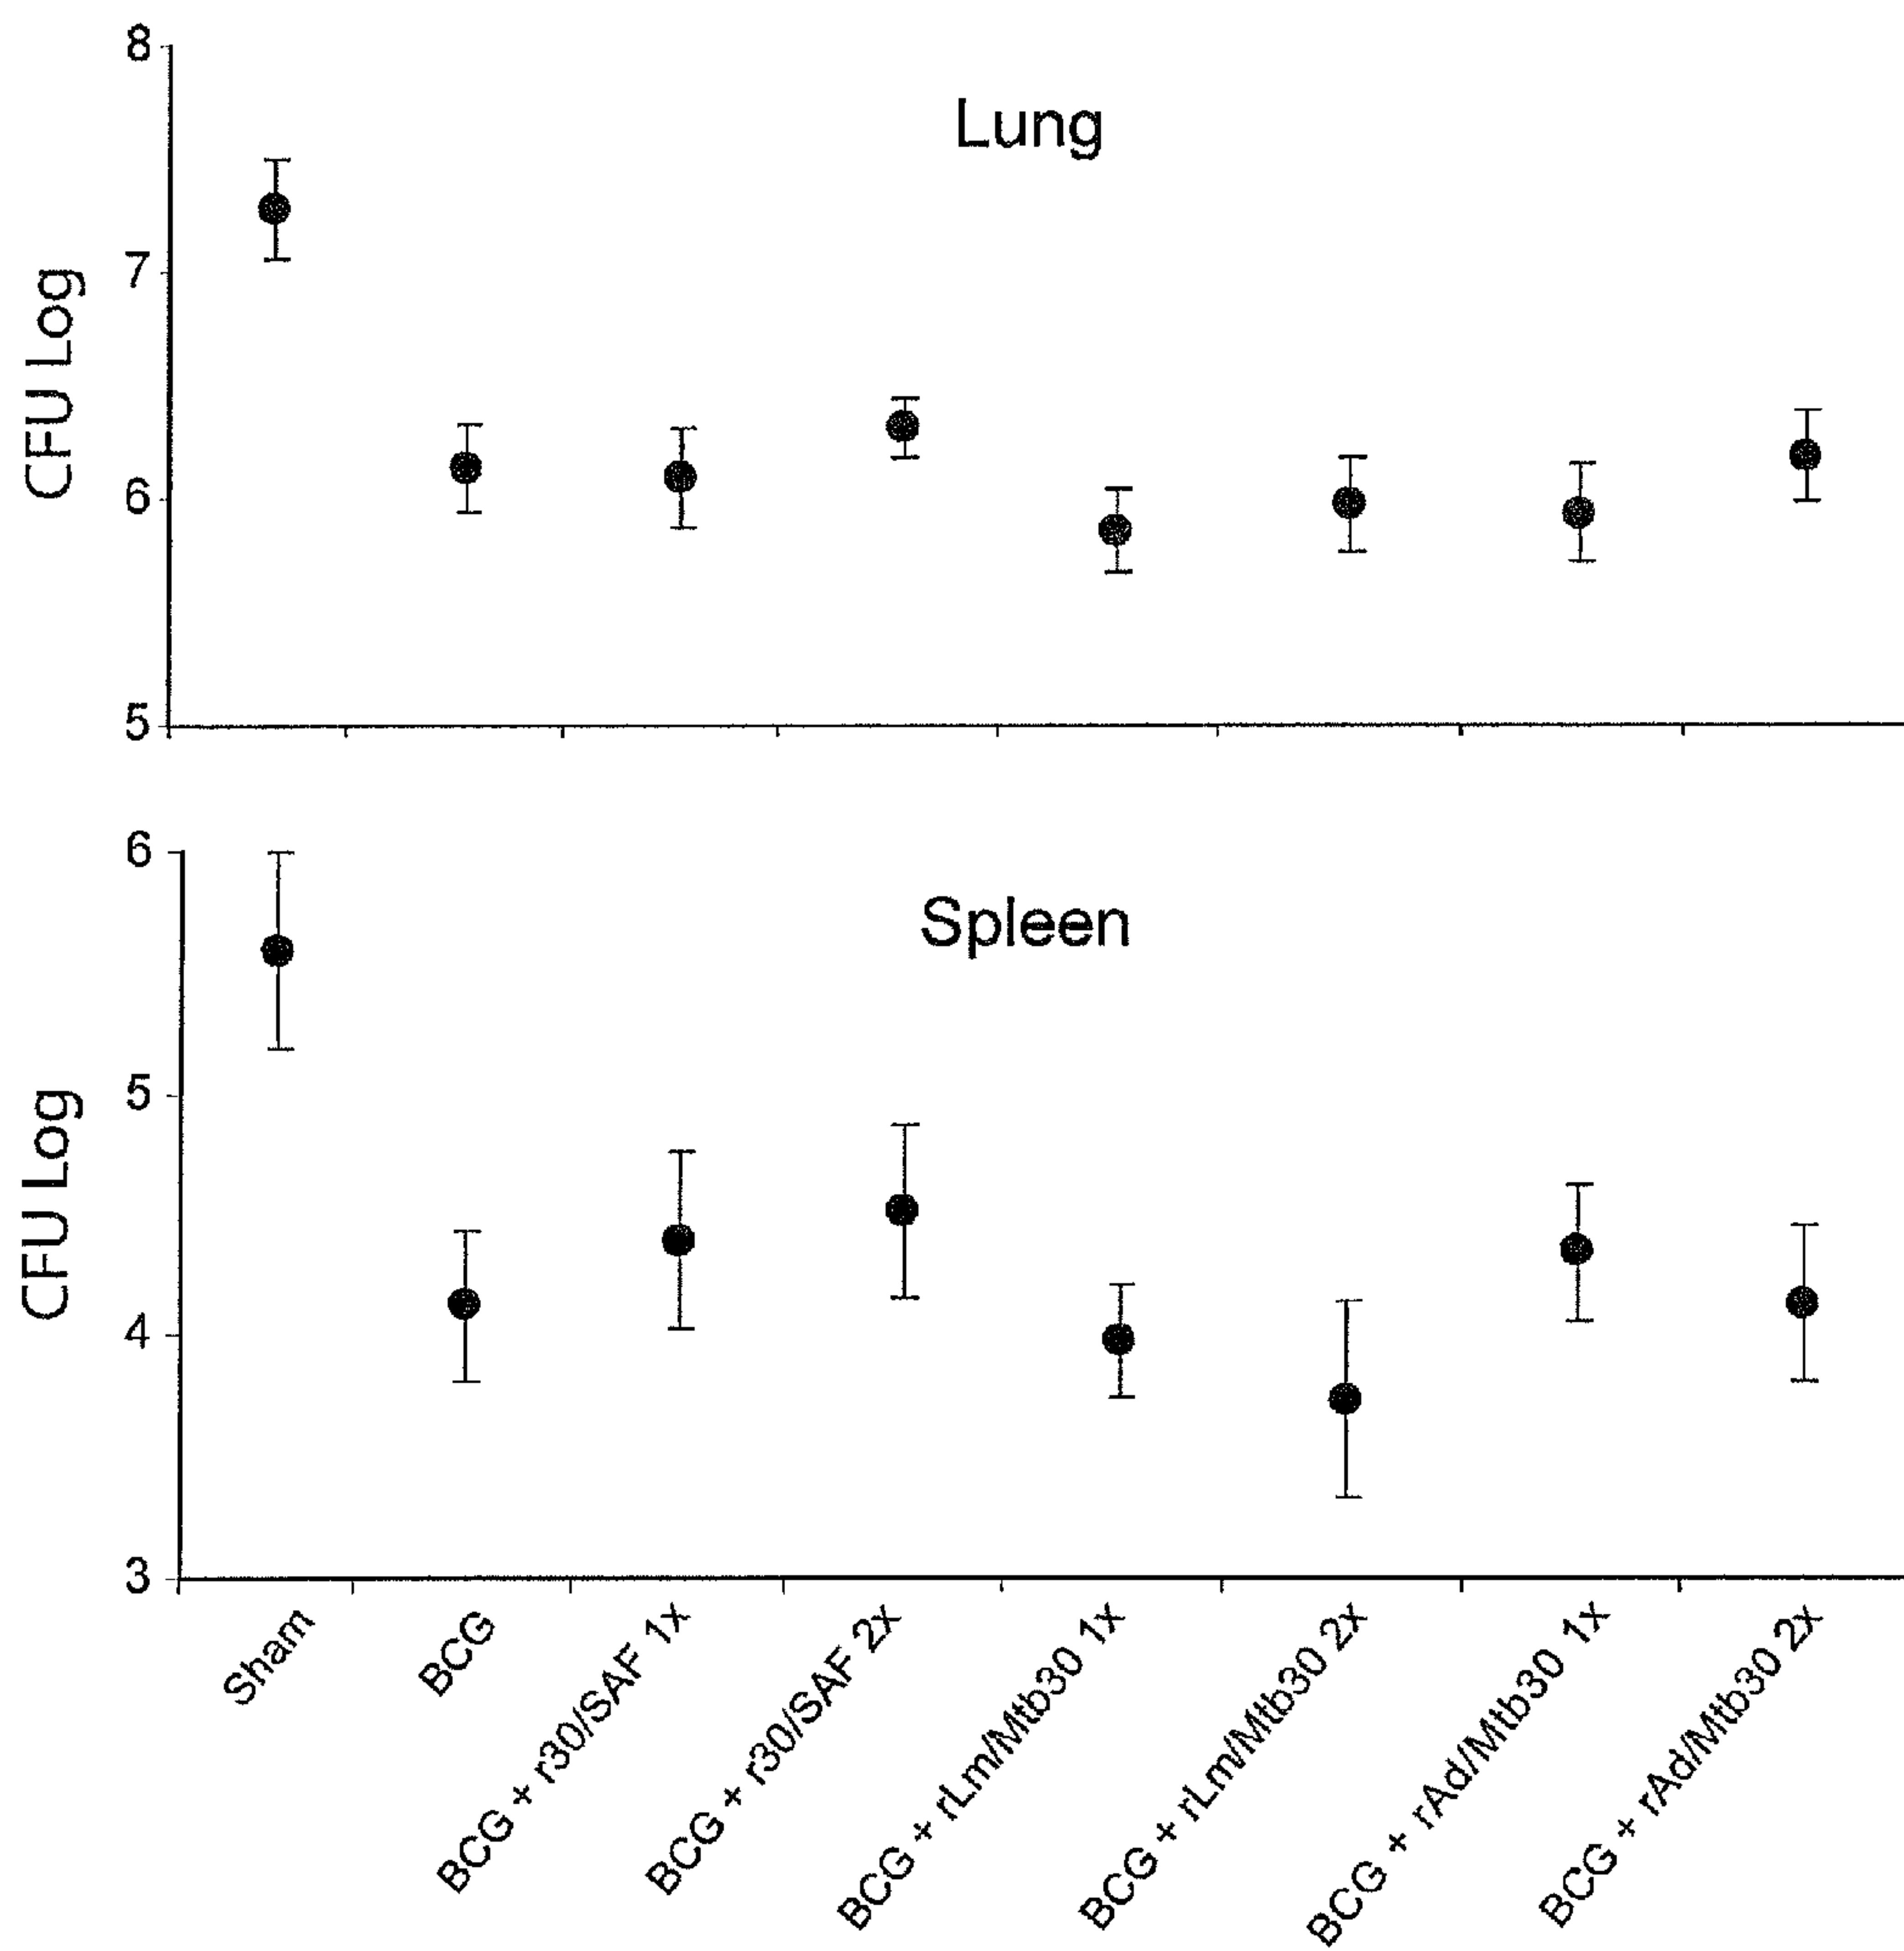 Lung
CFU Log
8
7
6
5
Spleen
CFU Log
6
5
4
3
Sham
BCG
BCG + r30/SAF 1x
BCG + r30/SAF 2x
BCG + rLm/Mtb30 1x
BCG + rLm/Mtb30 2x
BCG + rAd/Mtb30 1x
BCG + rAd/Mtb30 2x